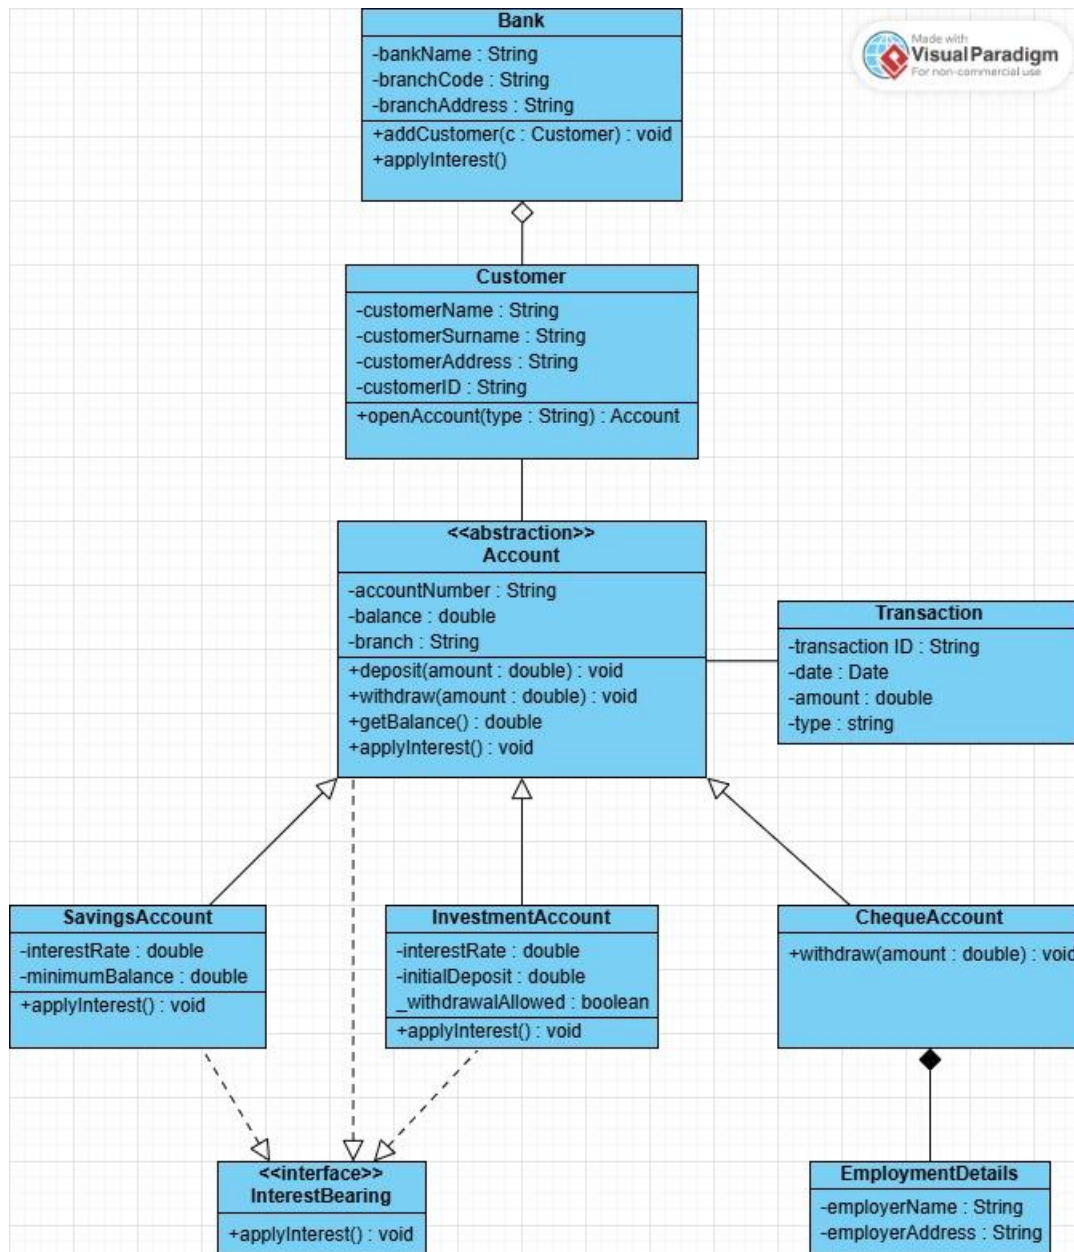 Bank
-bankName : String
-branchCode : String
-branchAddress : String
+addCustomer(c : Customer) : void
+applyInterest()
Made with
Visual Paradigm
For non-commercial use
Customer
-customerName : String
-customerSurname : String
-customerAddress : String
-customerID : String
+openAccount(type : String) : Account
<<abstraction>>
Account
-accountNumber : String
-balance : double
-branch : String
+deposit(amount : double) : void
+withdraw(amount : double) : void
+getBalance() : double
+applyInterest() : void
Transaction
-transaction ID : String
-date : Date
-amount : double
-type : string
SavingsAccount
-interestRate : double
-minimumBalance : double
+applyInterest() : void
InvestmentAccount
-interestRate : double
-initialDeposit : double
_withdrawalAllowed : boolean
+applyInterest() : void
ChequeAccount
+withdraw(amount : double) : void
<<interface>>
InterestBearing
+applyInterest() : void
EmploymentDetails
-employerName : String
-employerAddress : String